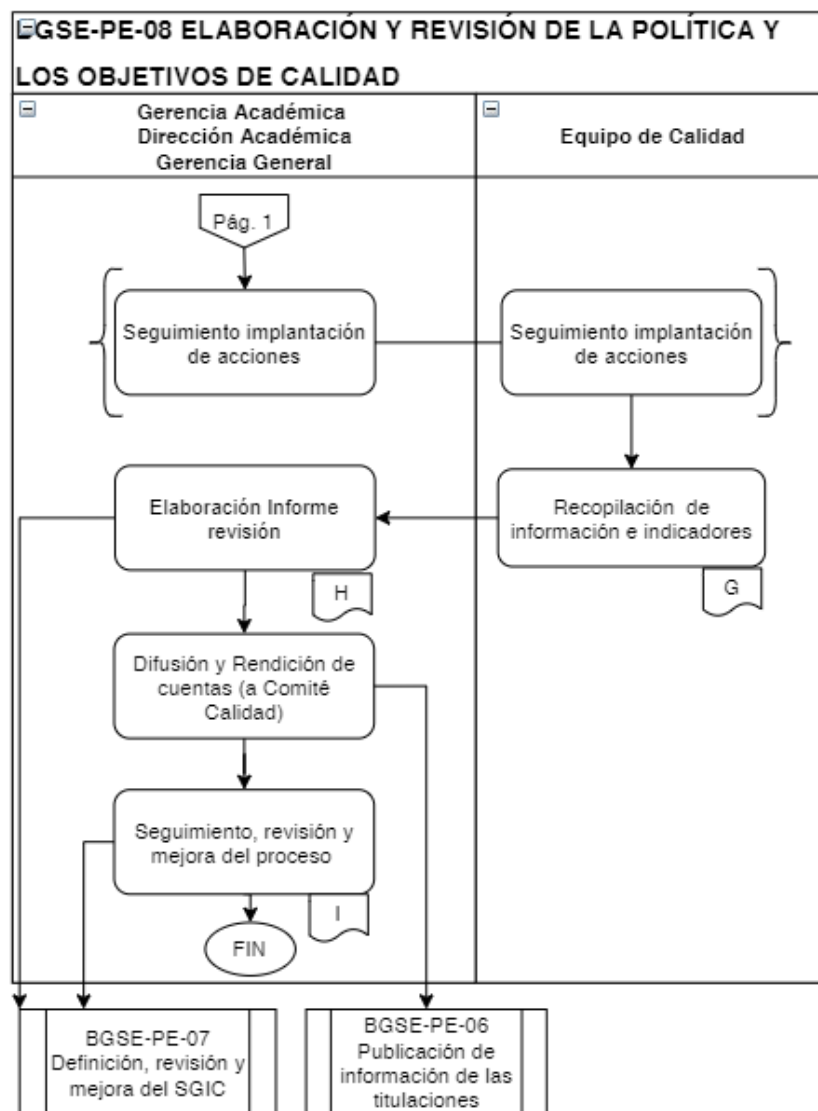 BGSE-PE-08 ELABORACIÓN Y REVISIÓN DE LA POLÍTICA Y
LOS OBJETIVOS DE CALIDAD
Gerencia Académica
Dirección Académica
Gerencia General
Equipo de Calidad
Pág. 1
Seguimiento implantación
de acciones
Seguimiento implantación
de acciones
Elaboración Informe
revisión
H
Recopilación de
información e indicadores
G
Difusión y Rendición de
cuentas (a Comité
Calidad)
Seguimiento, revisión y
mejora del proceso
I
FIN
BGSE-PE-07
Definición, revisión y
mejora del SGIC
BGSE-PE-06
Publicación de
información de las
titulaciones